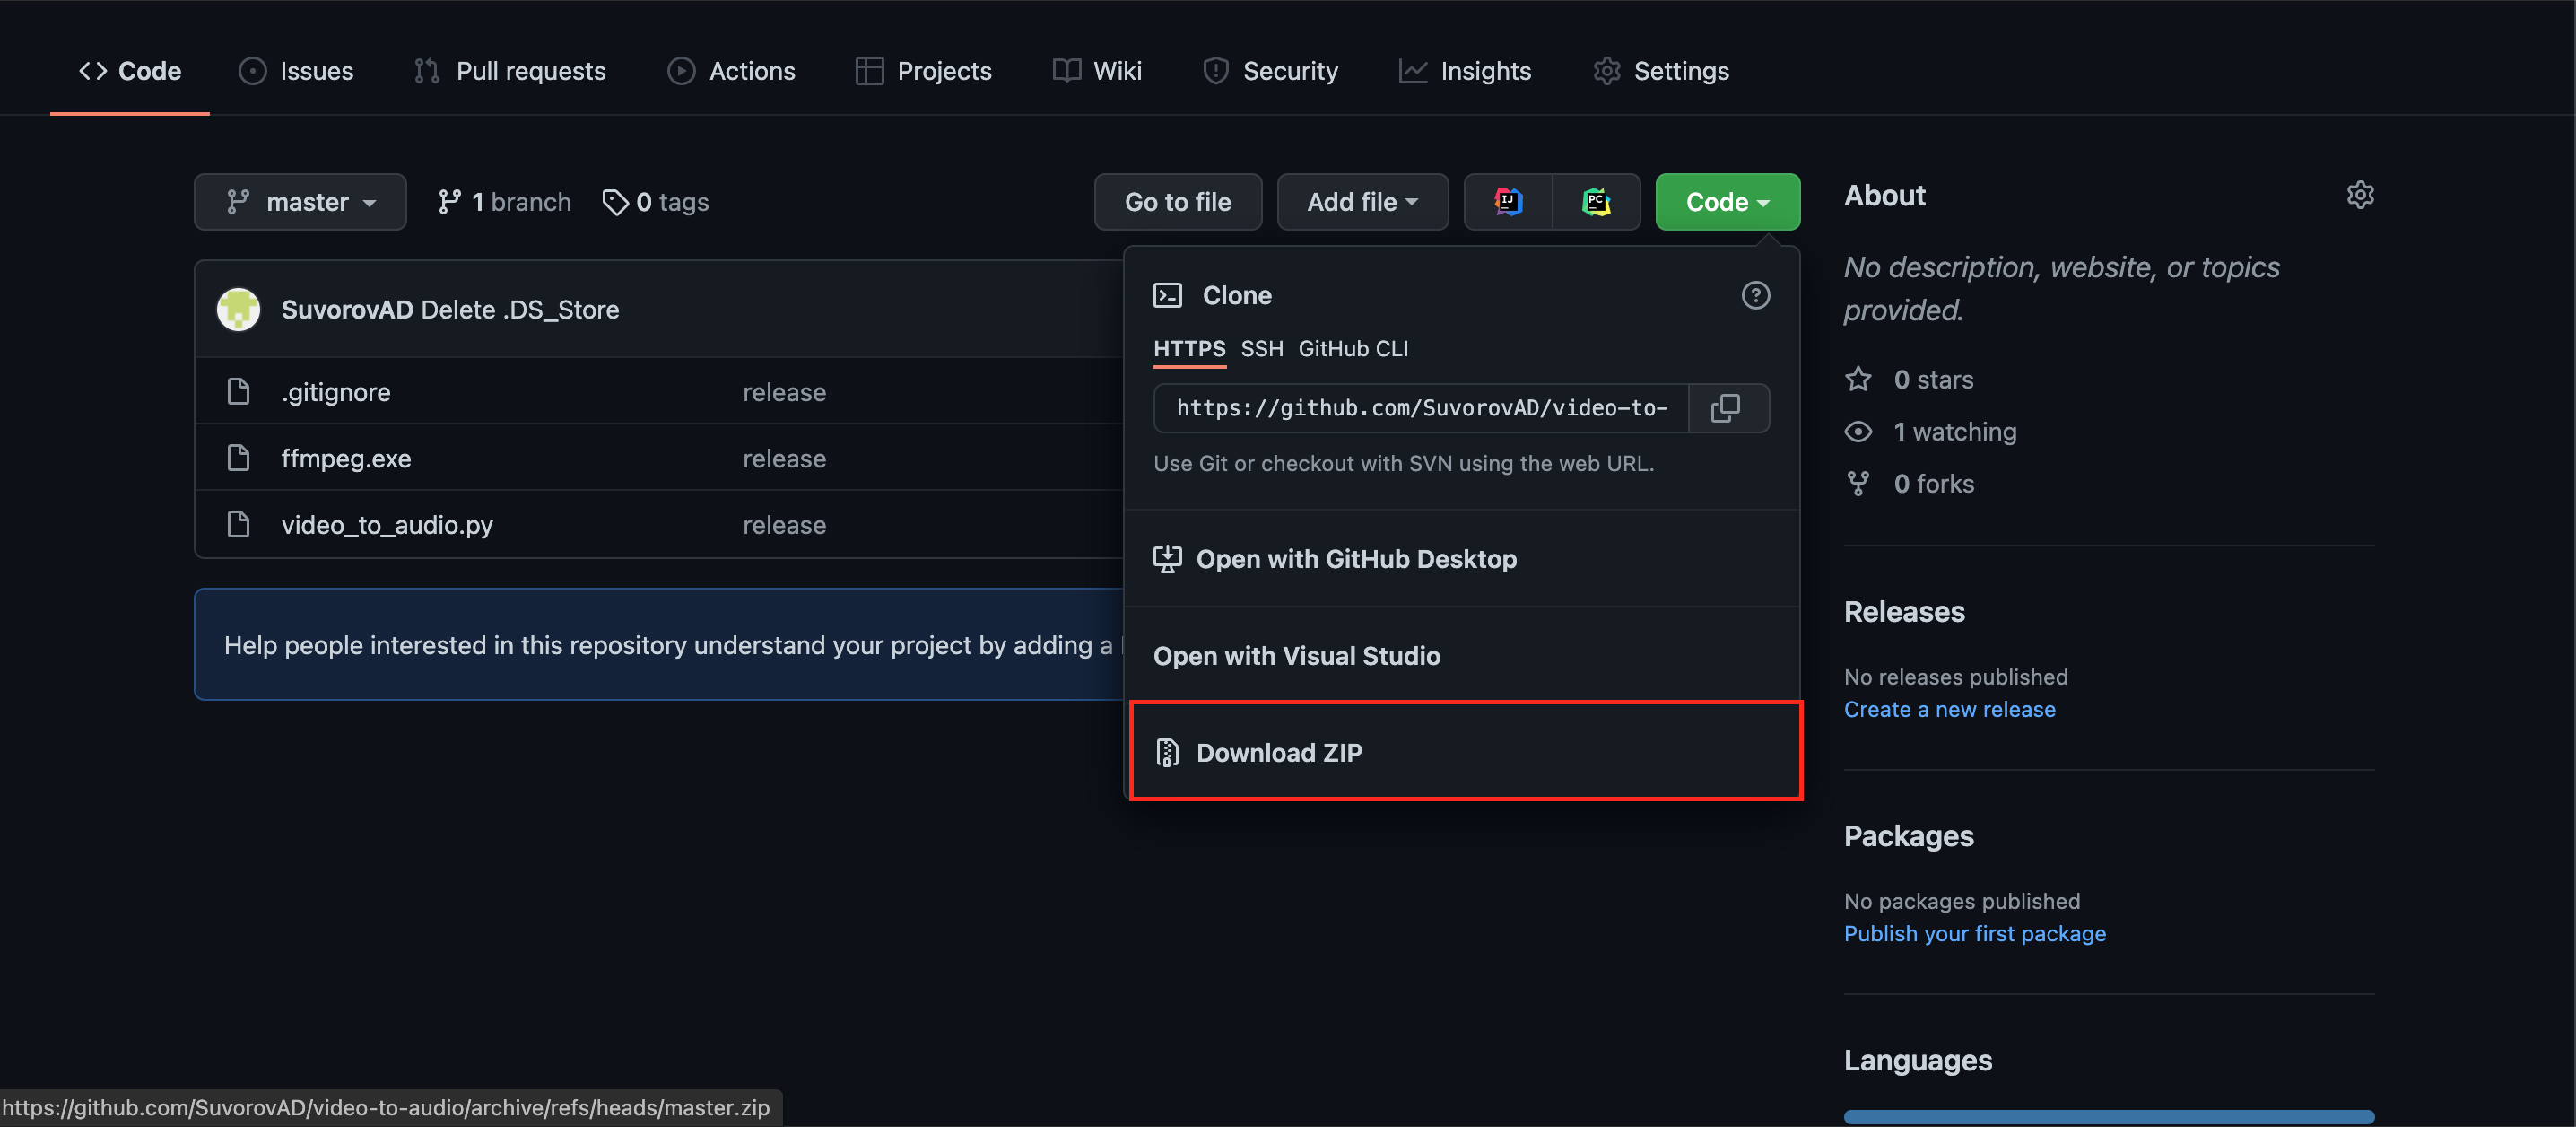 Code Issues Pull requests Actions Projects Wiki Security Insights Settings
master 1 branch 0 tags Go to file Add file IJ PC Code
SuvorovAD Delete .DS_Store
.gitignore release
ffmpeg.exe release
video_to_audio.py release
Help people interested in this repository understand your project by adding a
Clone
HTTPS SSH GitHub CLI
https://github.com/SuvorovAD/video-to-
Use Git or checkout with SVN using the web URL.
Open with GitHub Desktop
Open with Visual Studio
Download ZIP
About
No description, website, or topics
provided.
0 stars
1 watching
0 forks
Releases
No releases published
Create a new release
Packages
No packages published
Publish your first package
Languages
https://github.com/SuvorovAD/video-to-audio/archive/refs/heads/master.zip